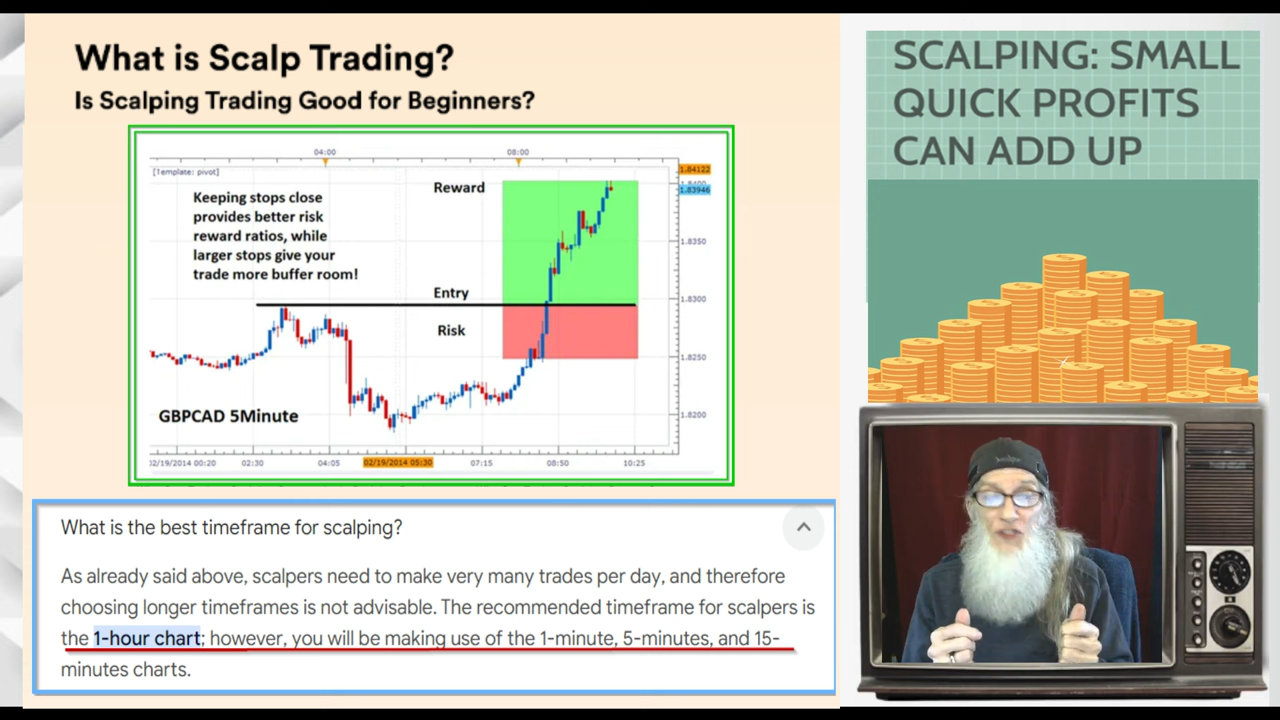 What is Scalp Trading?
Is Scalping Trading Good for Beginners?
04:00
08:00
[Template: pivot]
1.84122
1.83946
Keeping stops close
provides better risk
reward ratios, while
larger stops give your
trade more buffer room!
Reward
1.8350
Entry
1.8300
Risk
1.8250
GBPCAD 5Minute
1.8200
02:30
04:05
02/19/2014 05:30
07:15
08:50
10:25
What is the best timeframe for scalping?
As already said above, scalpers need to make very many trades per day, and therefore
choosing longer timeframes is not advisable. The recommended timeframe for scalpers is
the 1-hour chart; however, you will be making use of the 1-minute, 5-minutes, and 15-
minutes charts.
SCALPING: SMALL
QUICK PROFITS
CAN ADD UP